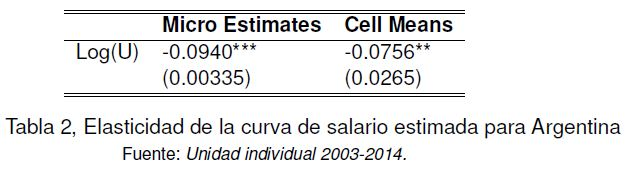 Micro Estimates Cell Means
Log(U) -0.0940*** -0.0756**
(0.00335) (0.0265)
Tabla 2, Elasticidad de la curva de salario estimada para Argentina
Fuente: Unidad individual 2003-2014.